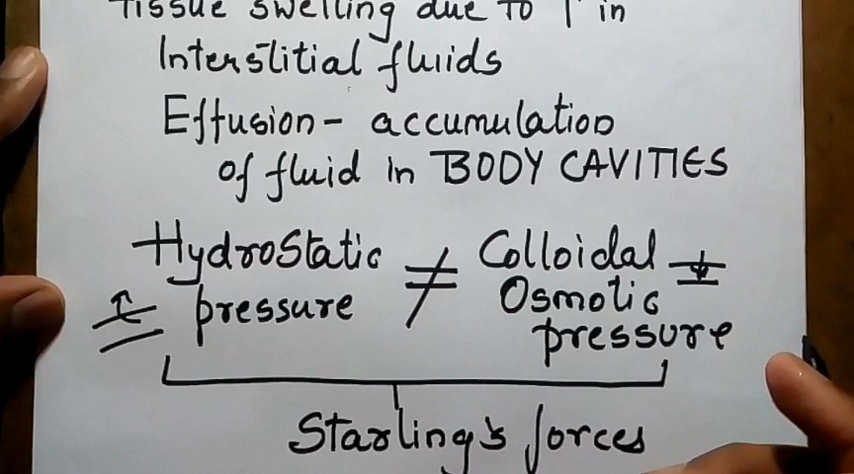 Tissue swelling due to ↑ in
Interstitial fluids
Effusion - accumulation
of fluid in BODY CAVITIES
Hydrostatic pressure ↑
≠
Colloidal Osmotic pressure ↓
Starling's forces